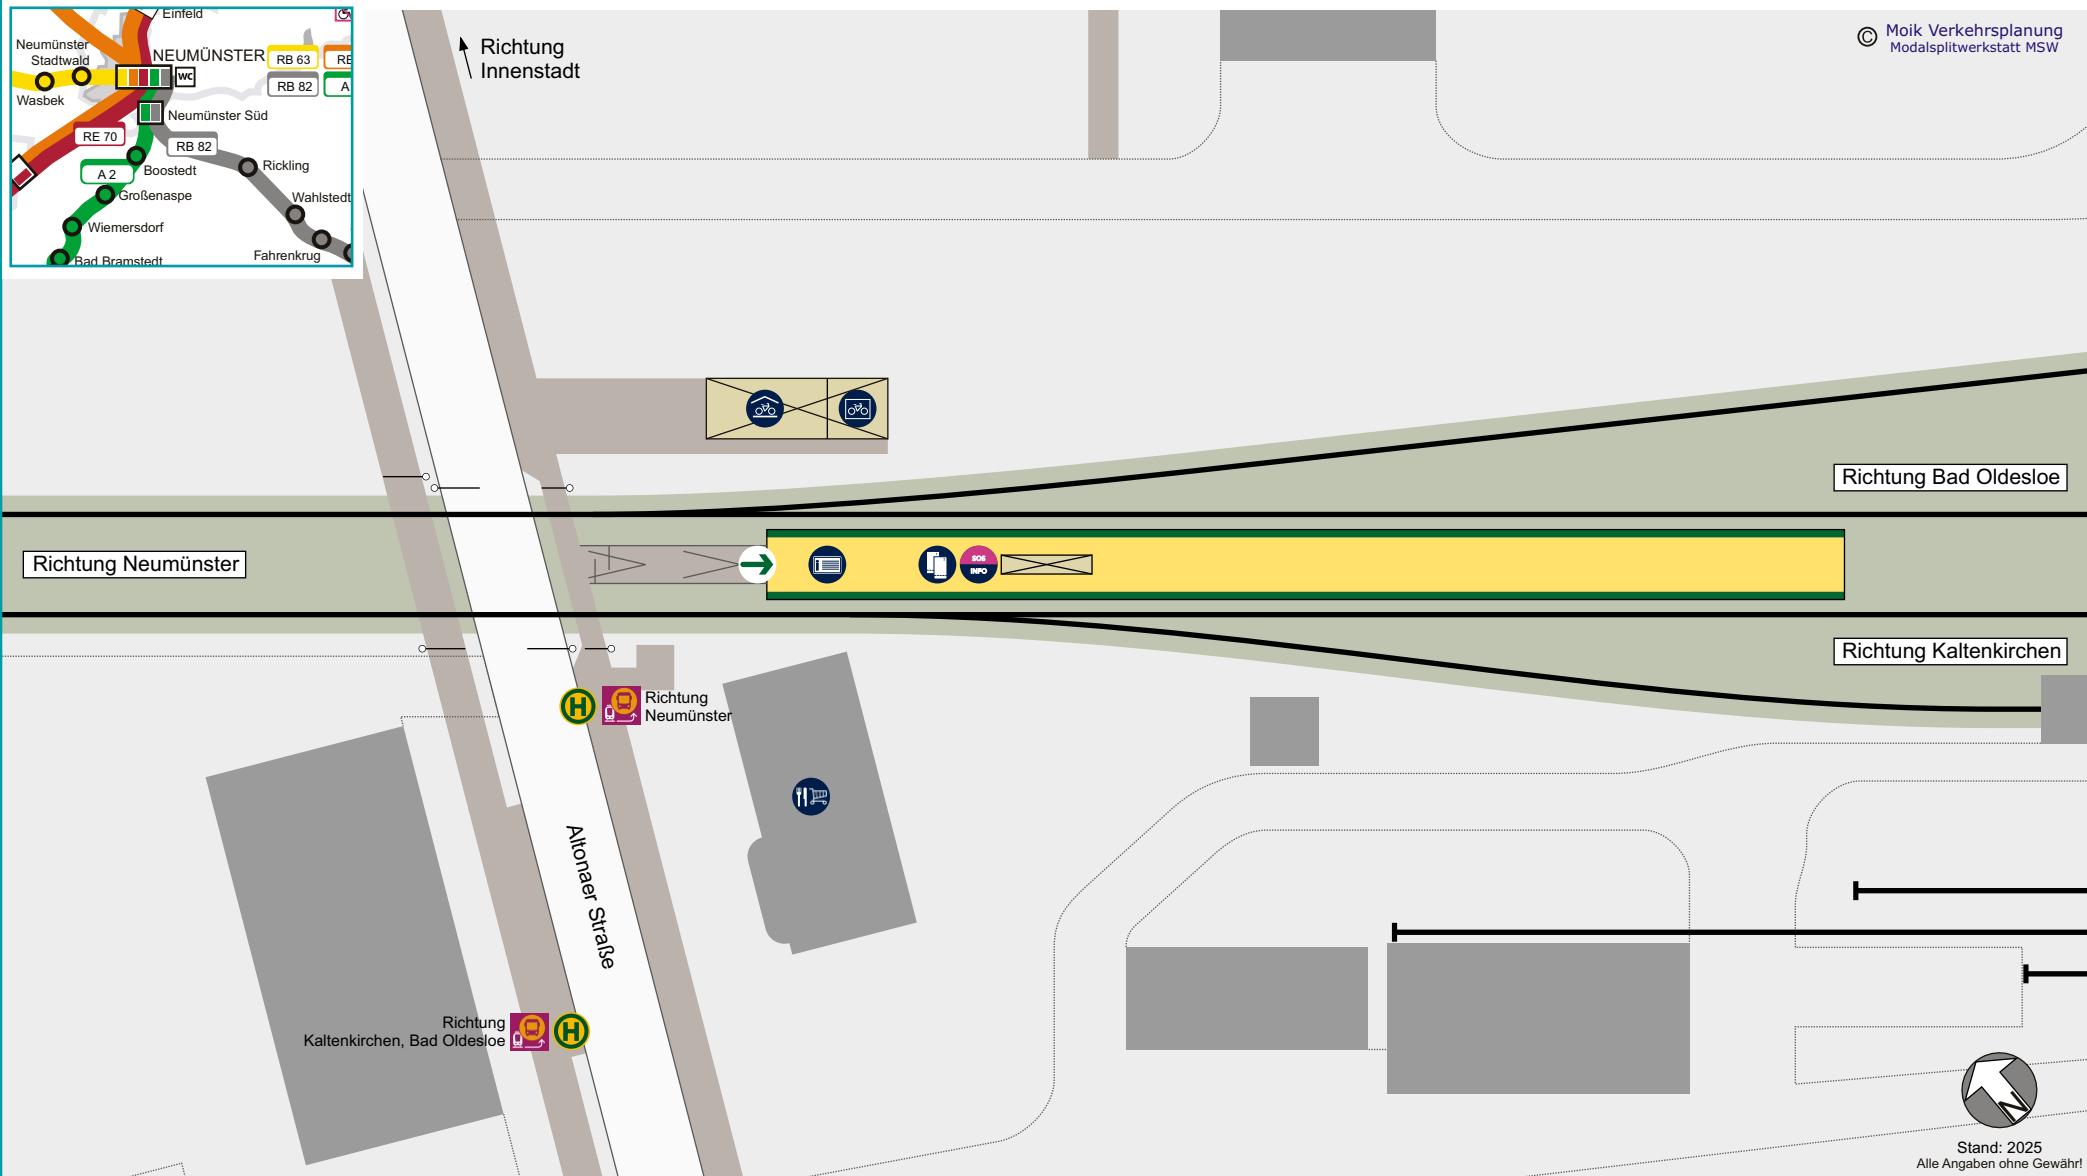 Einfeld
Neumünster
Stadtwald
NEUMÜNSTER
RB 63
RE
WC
RB 82
A
Wasbek
Neumünster Süd
RE 70
RB 82
Rickling
Boostedt
A 2
Großenaspe
Wahlstedt
Wiemersdorf
Fahrenkrug
Bad Bramstedt
Richtung
Innenstadt
© Moik Verkehrsplanung
Modalsplitwerkstatt MSW
Richtung Bad Oldesloe
Richtung Neumünster
SOS
INFO
Richtung Kaltenkirchen
H
Richtung
Neumünster
Altonaer Straße
Richtung
Kaltenkirchen, Bad Oldesloe
H
N
Stand: 2025
Alle Angaben ohne Gewähr!